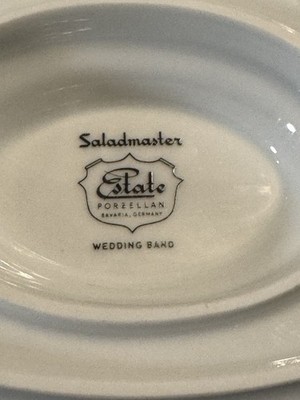 Saladmaster
Estate
PORZELLAN
BAVARIA, GERMANY
WEDDING BAND